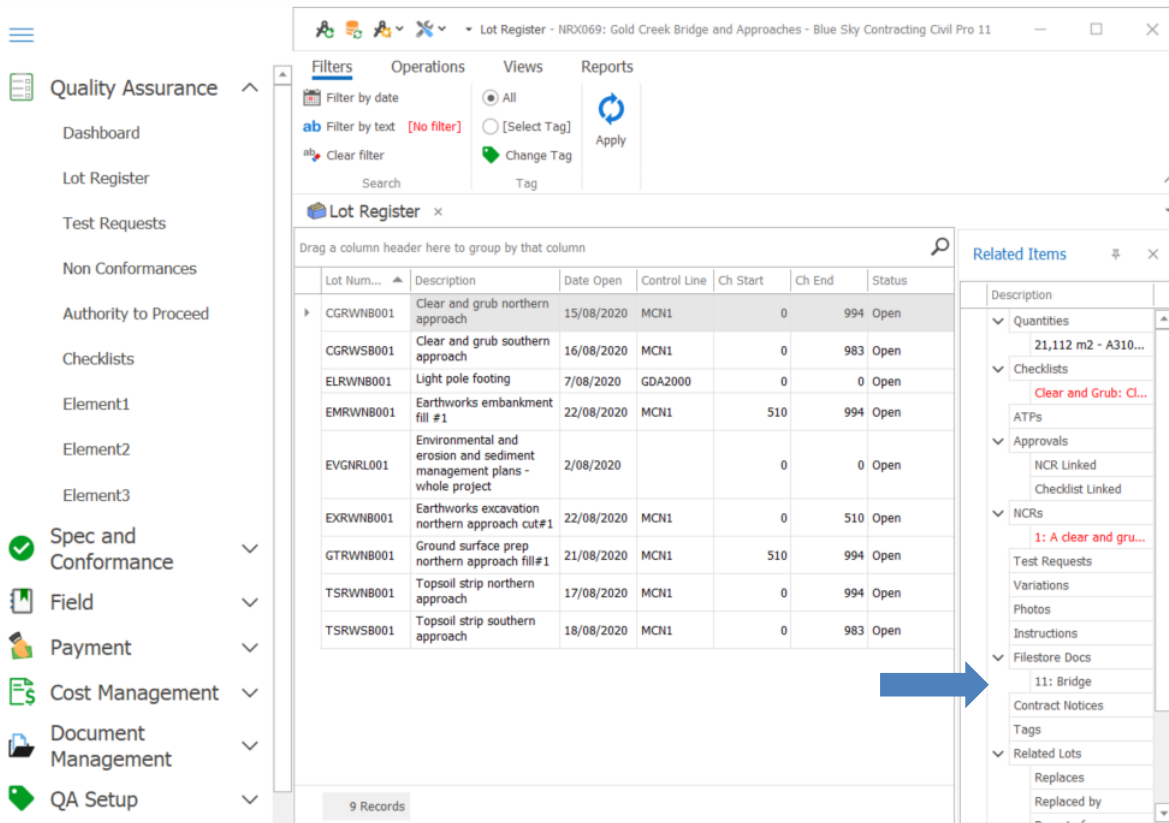 Lot Register - NRX069: Gold Creek Bridge and Approaches - Blue Sky Contracting Civil Pro 11
Quality Assurance
Dashboard
Lot Register
Test Requests
Non Conformances
Authority to Proceed
Checklists
Element1
Element2
Element3
Spec and
Conformance
Field
Payment
Cost Management
Document
Management
QA Setup
Filters Operations Views Reports
Filter by date
ab Filter by text [No filter]
ab Clear filter
Search
All
[Select Tag]
Change Tag
Tag
Apply
Lot Register ×
Drag a column header here to group by that column
Lot Num... Description Date Open Control Line Ch Start Ch End Status
CGRWNB001 Clear and grub northern
approach 15/08/2020 MCN1 0 994 Open
CGRWSB001 Clear and grub southern
approach 16/08/2020 MCN1 0 983 Open
ELRWNB001 Light pole footing 7/08/2020 GDA2000 0 0 Open
EMRWNB001 Earthworks embankment
fill #1 22/08/2020 MCN1 510 994 Open
EVGNRL001 Environmental and
erosion and sediment
management plans -
whole project 2/08/2020 0 0 Open
EXRWNB001 Earthworks excavation
northern approach cut#1 22/08/2020 MCN1 0 510 Open
GTRWNB001 Ground surface prep
northern approach fill#1 21/08/2020 MCN1 510 994 Open
TSRWNB001 Topsoil strip northern
approach 17/08/2020 MCN1 0 994 Open
TSRWSB001 Topsoil strip southern
approach 18/08/2020 MCN1 0 983 Open
9 Records
Related Items
Description
Quantities
21,112 m2 - A310...
Checklists
Clear and Grub: Cl...
ATPs
Approvals
NCR Linked
Checklist Linked
NCRs
1: A clear and gru...
Test Requests
Variations
Photos
Instructions
Filestore Docs
11: Bridge
Contract Notices
Tags
Related Lots
Replaces
Replaced by